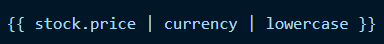 {{ stock.price | currency | lowercase }}